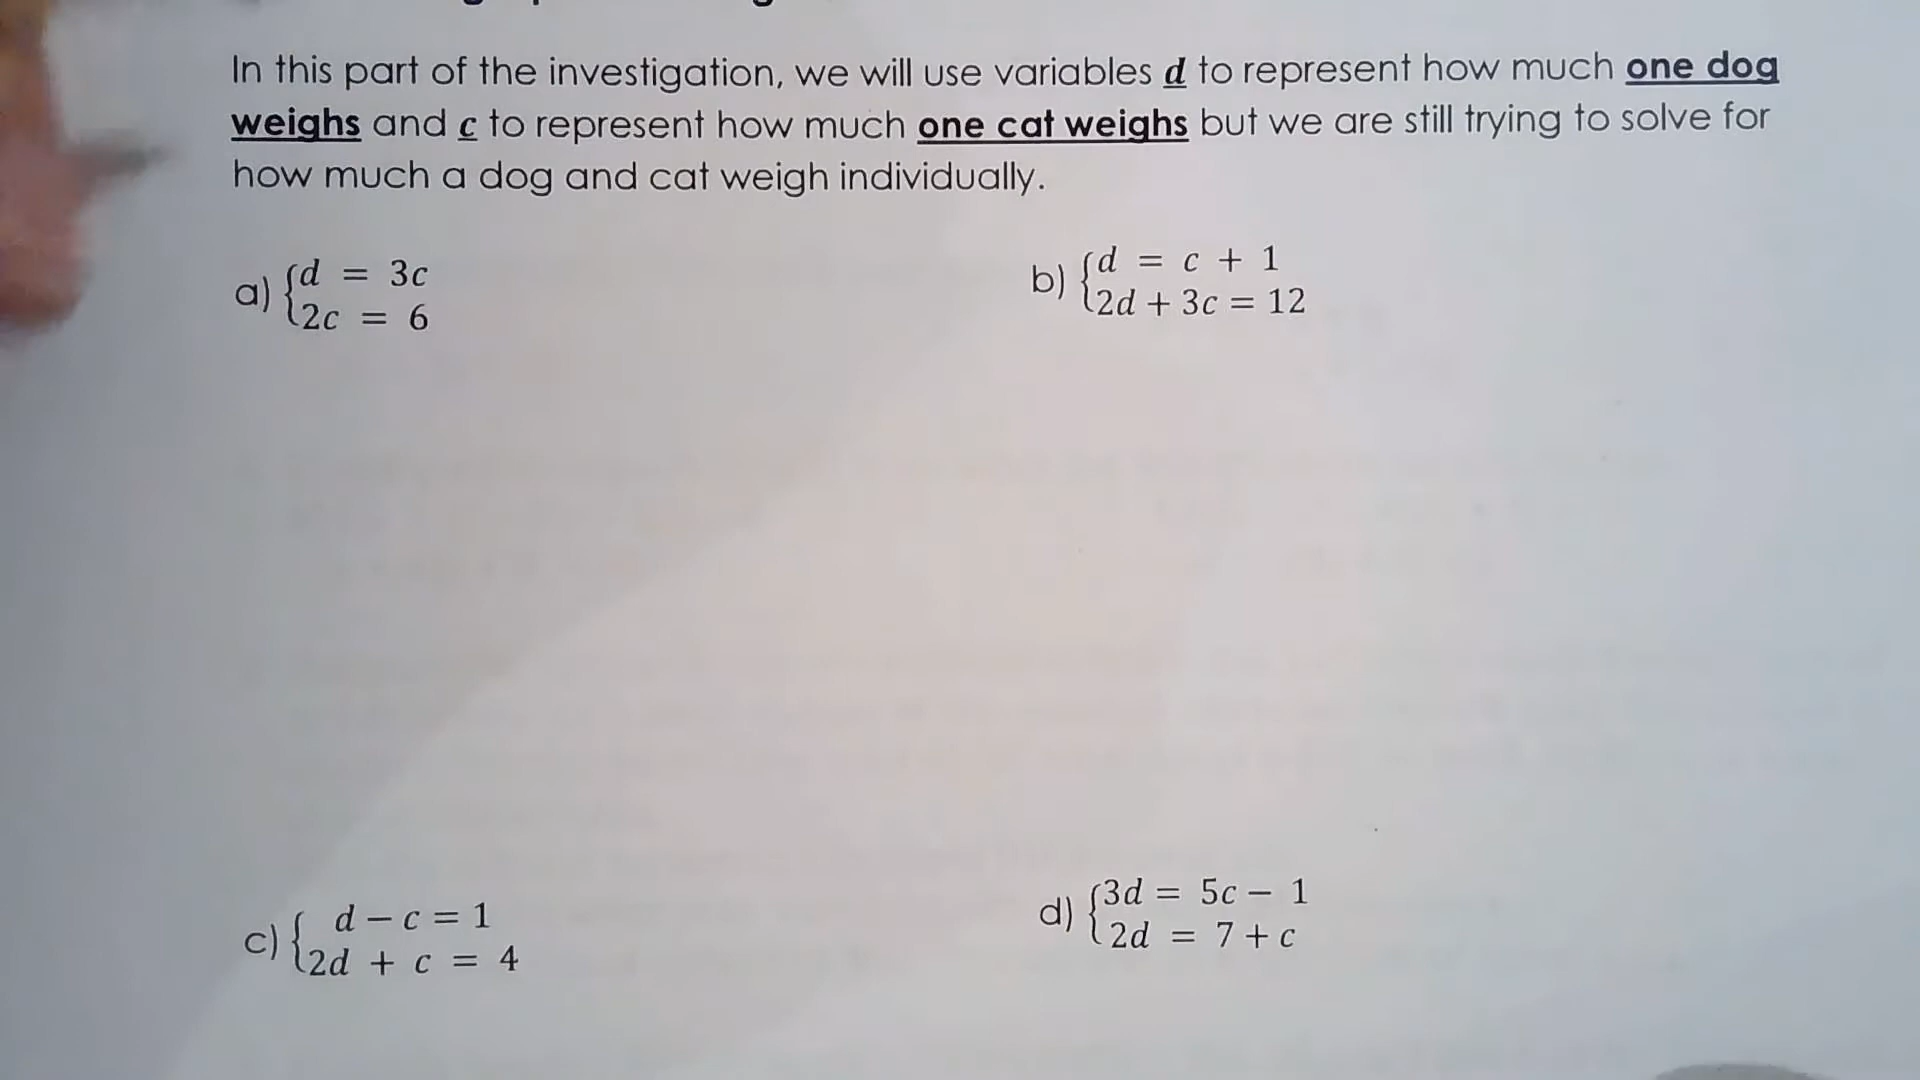 In this part of the investigation, we will use variables d to represent how much one dog
weighs and c to represent how much one cat weighs but we are still trying to solve for
how much a dog and cat weigh individually.
a) { d = 3c
2c = 6
b) { d = c + 1
2d + 3c = 12
c) { d − c = 1
2d + c = 4
d) { 3d = 5c − 1
2d = 7 + c